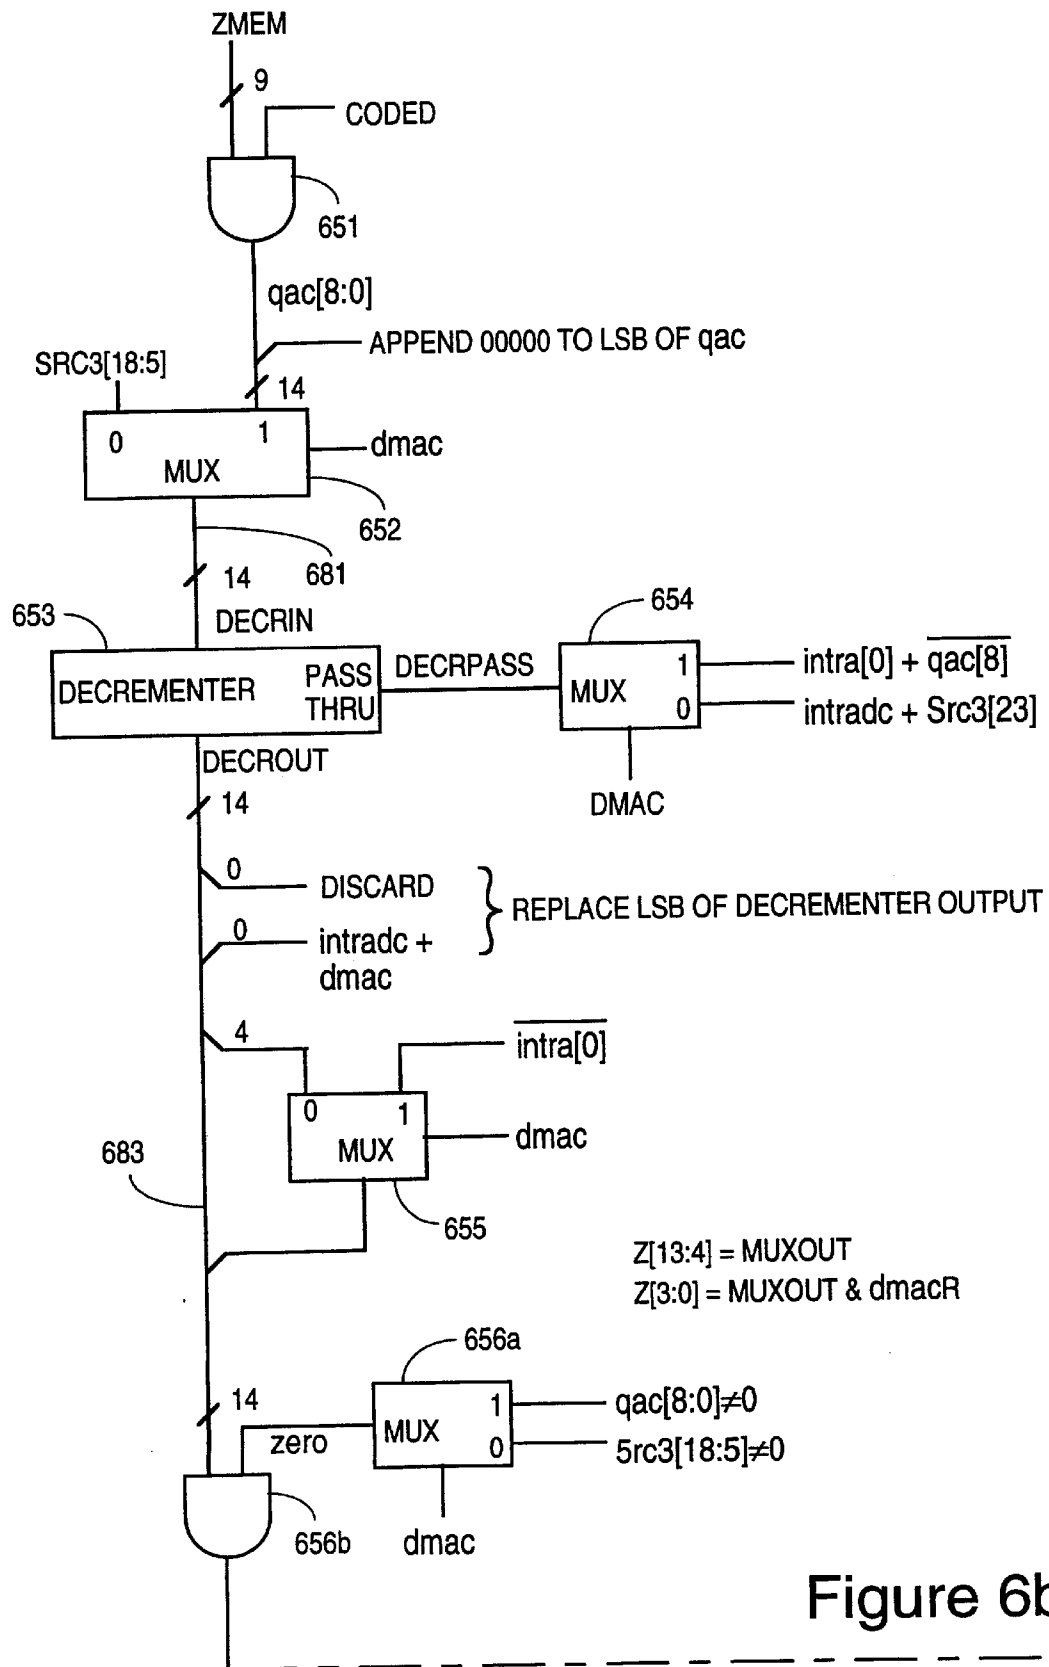 ZMEM
9
CODED
651
qac[8:0]
APPEND 00000 TO LSB OF qac
SRC3[18:5]
14
0 1
MUX
dmac
652
681
14
DECRIN
653
654
DECREMENTER
PASS THRU
DECRPASS
MUX
1
0
intra[0] + q̅a̅c̅[̅8̅]̅
intradc + Src3[23]
DMAC
DECROUT
14
0
DISCARD
0
intradc +
dmac
} REPLACE LSB OF DECREMENTER OUTPUT
4
i̅n̅t̅r̅a̅[̅0̅]̅
0 1
MUX
dmac
683
655
Z[13:4] = MUXOUT
Z[3:0] = MUXOUT & dmacR
656a
14
zero
MUX
1
0
qac[8:0]≠0
5rc3[18:5]≠0
656b
dmac
Figure 6b